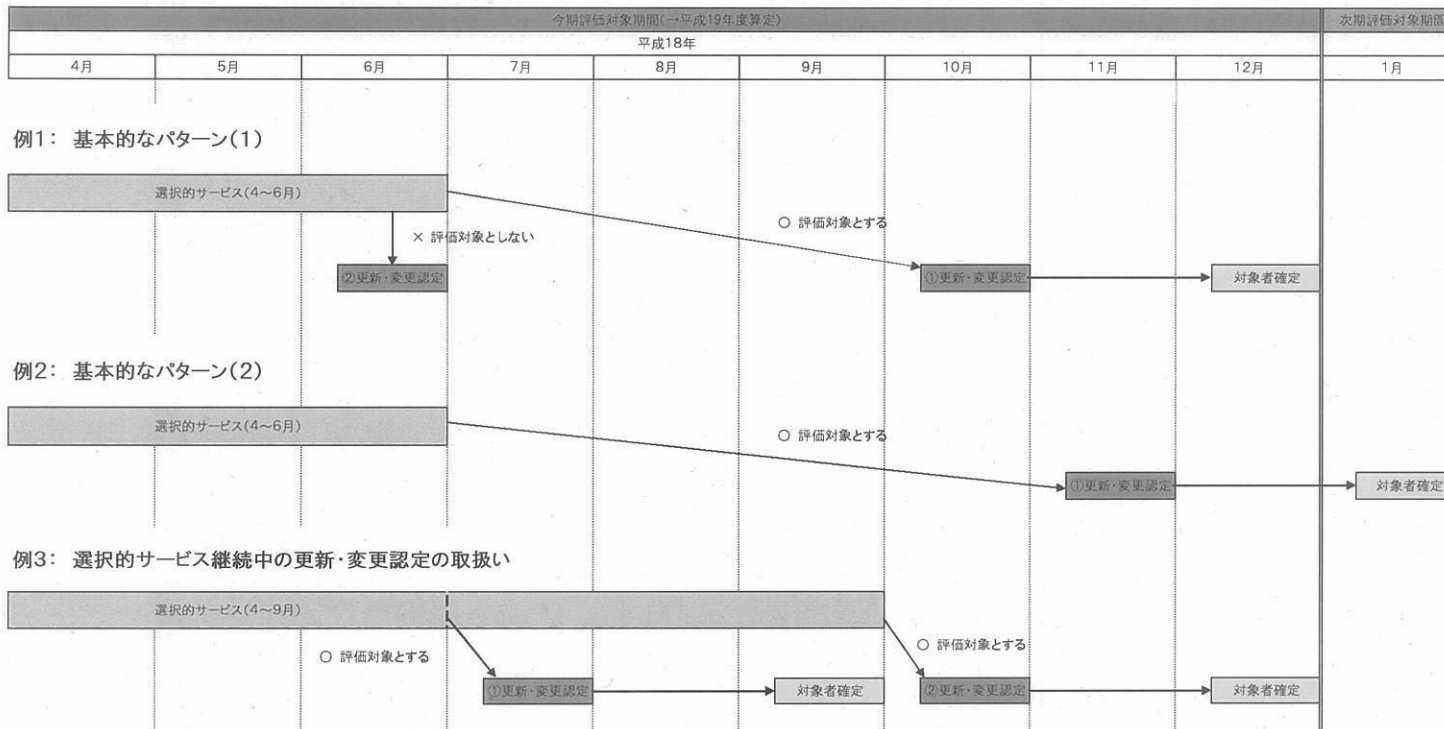 今期評価対象期間(→平成19年度算定)
次期評価対象期間
平成18年
4月
5月
6月
7月
8月
9月
10月
11月
12月
1月
例1: 基本的なパターン(1)
選択的サービス(4～6月)
× 評価対象としない
○ 評価対象とする
②更新・変更認定
①更新・変更認定
対象者確定
例2: 基本的なパターン(2)
選択的サービス(4～6月)
○ 評価対象とする
①更新・変更認定
対象者確定
例3: 選択的サービス継続中の更新・変更認定の取扱い
選択的サービス(4～9月)
○ 評価対象とする
○ 評価対象とする
①更新・変更認定
対象者確定
②更新・変更認定
対象者確定